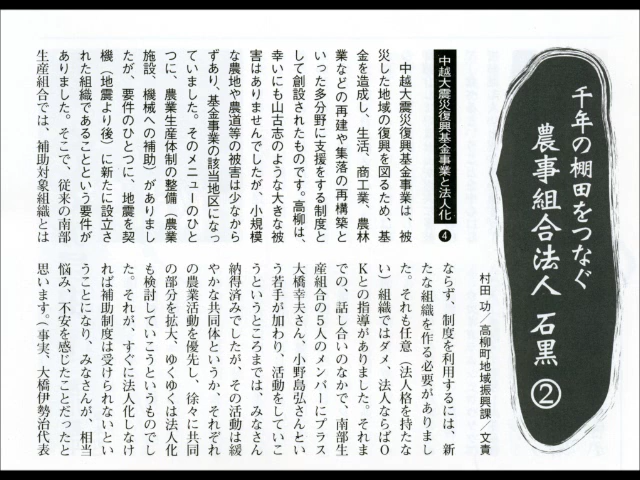 千年の棚田をつなぐ
農事組合法人 石黒 ②
村田 功／高柳町地域振興課／文責
中越大震災復興基金事業と法人化 ❹
中越大震災復興基金事業は、被
災した地域の復興を図るため、基
金を造成し、生活、商工業、農林
業などの再建や集落の再構築と
いった多分野に支援をする制度と
して創設されたものです。高柳は、
幸いにも山古志のような大きな被
害はありませんでしたが、小規模
な農地や農道等の被害は少なから
ずあり、基金事業の該当地区になっ
ていました。そのメニューのひと
つに、農業生産体制の整備（農業
施設、機械への補助）がありまし
たが、要件のひとつに、地震を契
機（地震より後）に新たに設立さ
れた組織であることという要件が
ありました。そこで、従来の南部
生産組合では、補助対象組織とは
ならず、制度を利用するには、新
たな組織を作る必要がありまし
た。それも任意（法人格を持たな
い）組織ではダメ、法人ならばＯ
Ｋとの指導がありました。それま
での、話し合いのなかで、南部生
産組合の５人のメンバーにプラス
大橋幸夫さん、小野島弘さんとい
う若手が加わり、活動をしていこ
うというところまでは、みなさん
納得済みでしたが、その活動は緩
やかな共同体というか、それぞれ
の農業活動を優先し、徐々に共同
の部分を拡大、ゆくゆくは法人化
も検討していこうというものでし
た。それが、すぐに法人化しなけ
れば補助制度は受けられないとい
うことになり、みなさんが、相当
悩み、不安を感じたことだったと
思います。（事実、大橋伊勢治代表